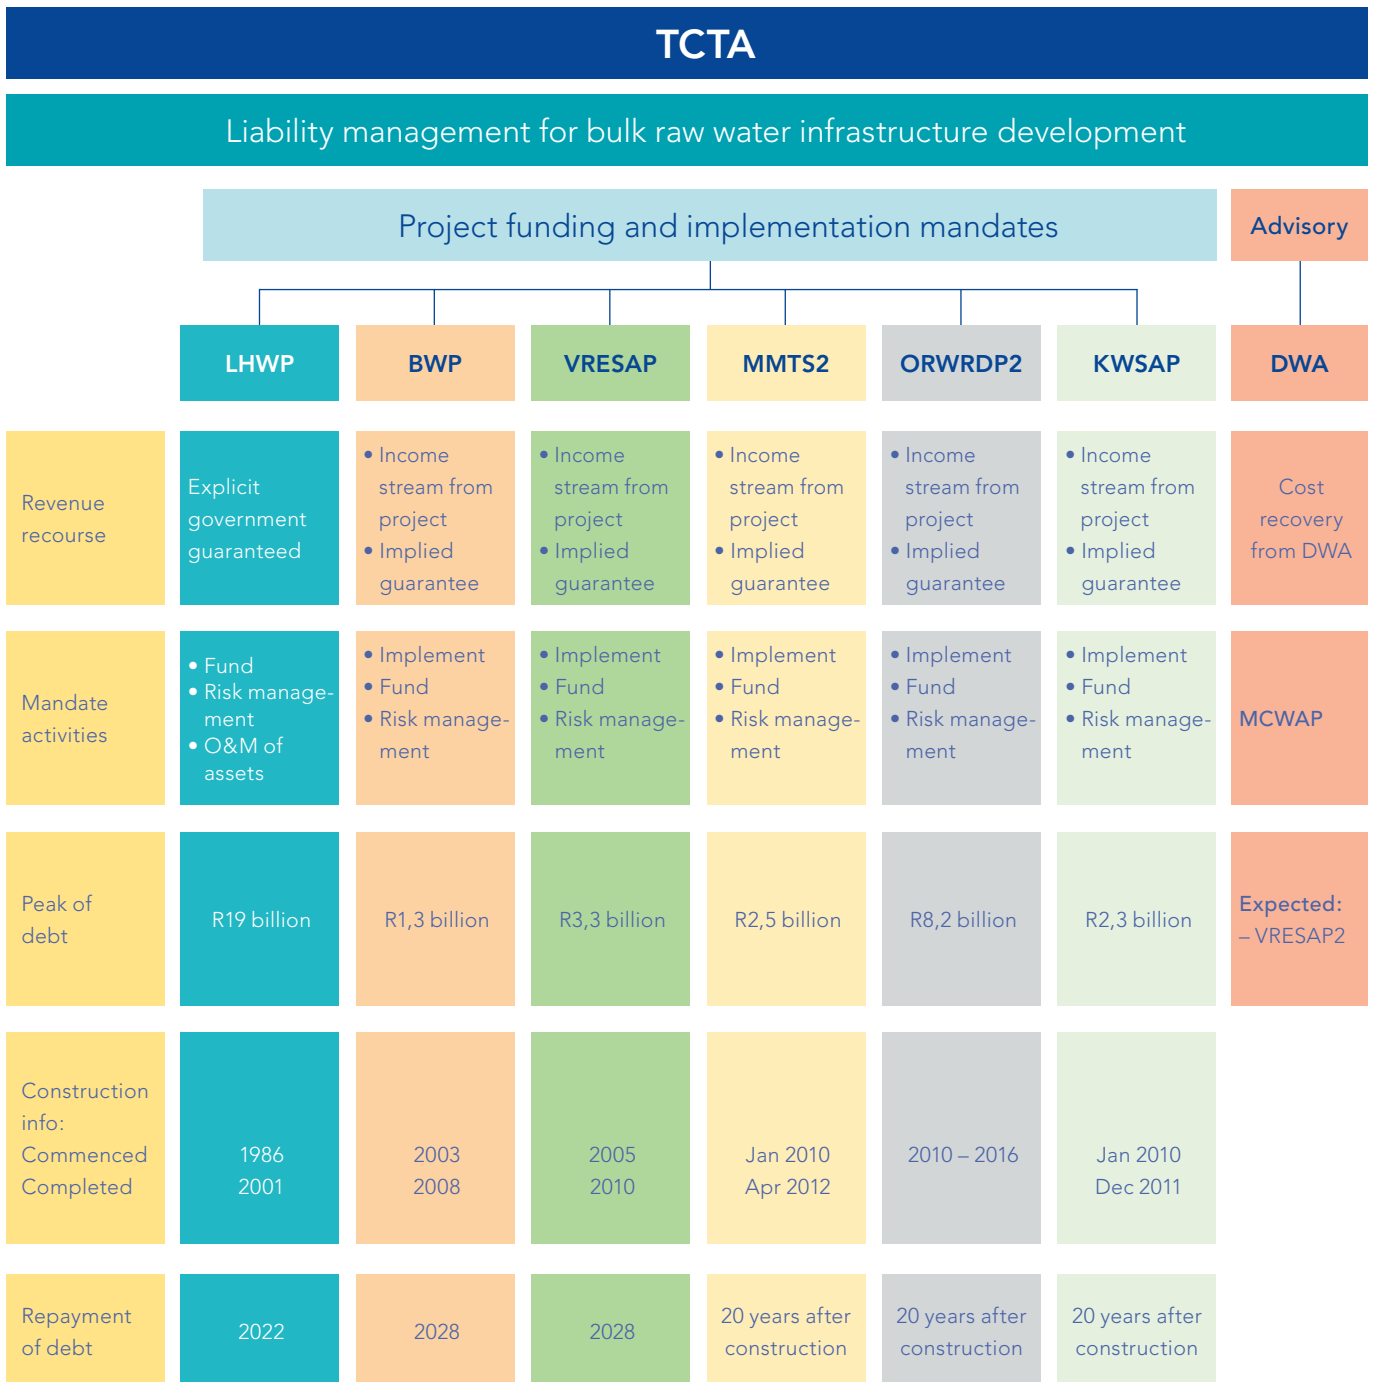 TCTA
Liability management for bulk raw water infrastructure development
Project funding and implementation mandates
Advisory
LHWP
BWP
VRESAP
MMTS2
ORWRDP2
KWSAP
DWA
Revenue
recourse
Explicit
government
guaranteed
• Income
stream from
project
• Implied
guarantee
• Income
stream from
project
• Implied
guarantee
• Income
stream from
project
• Implied
guarantee
• Income
stream from
project
• Implied
guarantee
• Income
stream from
project
• Implied
guarantee
Cost
recovery
from DWA
Mandate
activities
• Fund
• Risk manage-
ment
• O&M of
assets
• Implement
• Fund
• Risk manage-
ment
• Implement
• Fund
• Risk manage-
ment
• Implement
• Fund
• Risk manage-
ment
• Implement
• Fund
• Risk manage-
ment
• Implement
• Fund
• Risk manage-
ment
MCWAP
Peak of
debt
R19 billion
R1,3 billion
R3,3 billion
R2,5 billion
R8,2 billion
R2,3 billion
Expected:
– VRESAP2
Construction
info:
Commenced
Completed
1986
2001
2003
2008
2005
2010
Jan 2010
Apr 2012
2010 – 2016
Jan 2010
Dec 2011
Repayment
of debt
2022
2028
2028
20 years after
construction
20 years after
construction
20 years after
construction